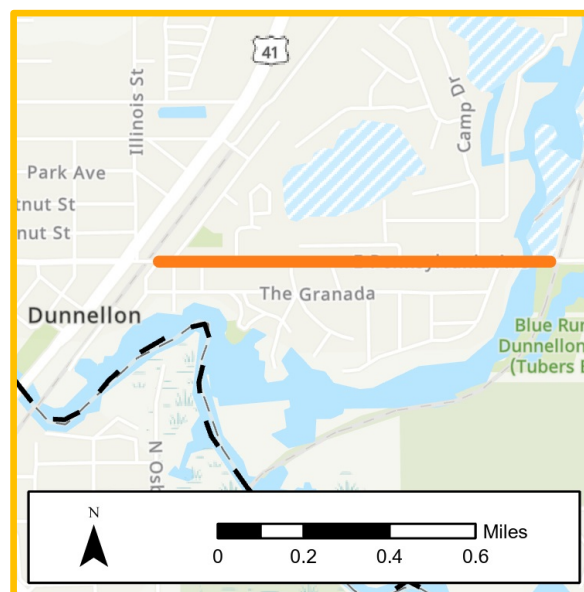 41
Illinois St
Camp Dr
Park Ave
tnut St
nut St
The Granada
Dunnellon
Blue Run
Dunnellon
(Tubers E
N Osb
N
Miles
0 0.2 0.4 0.6